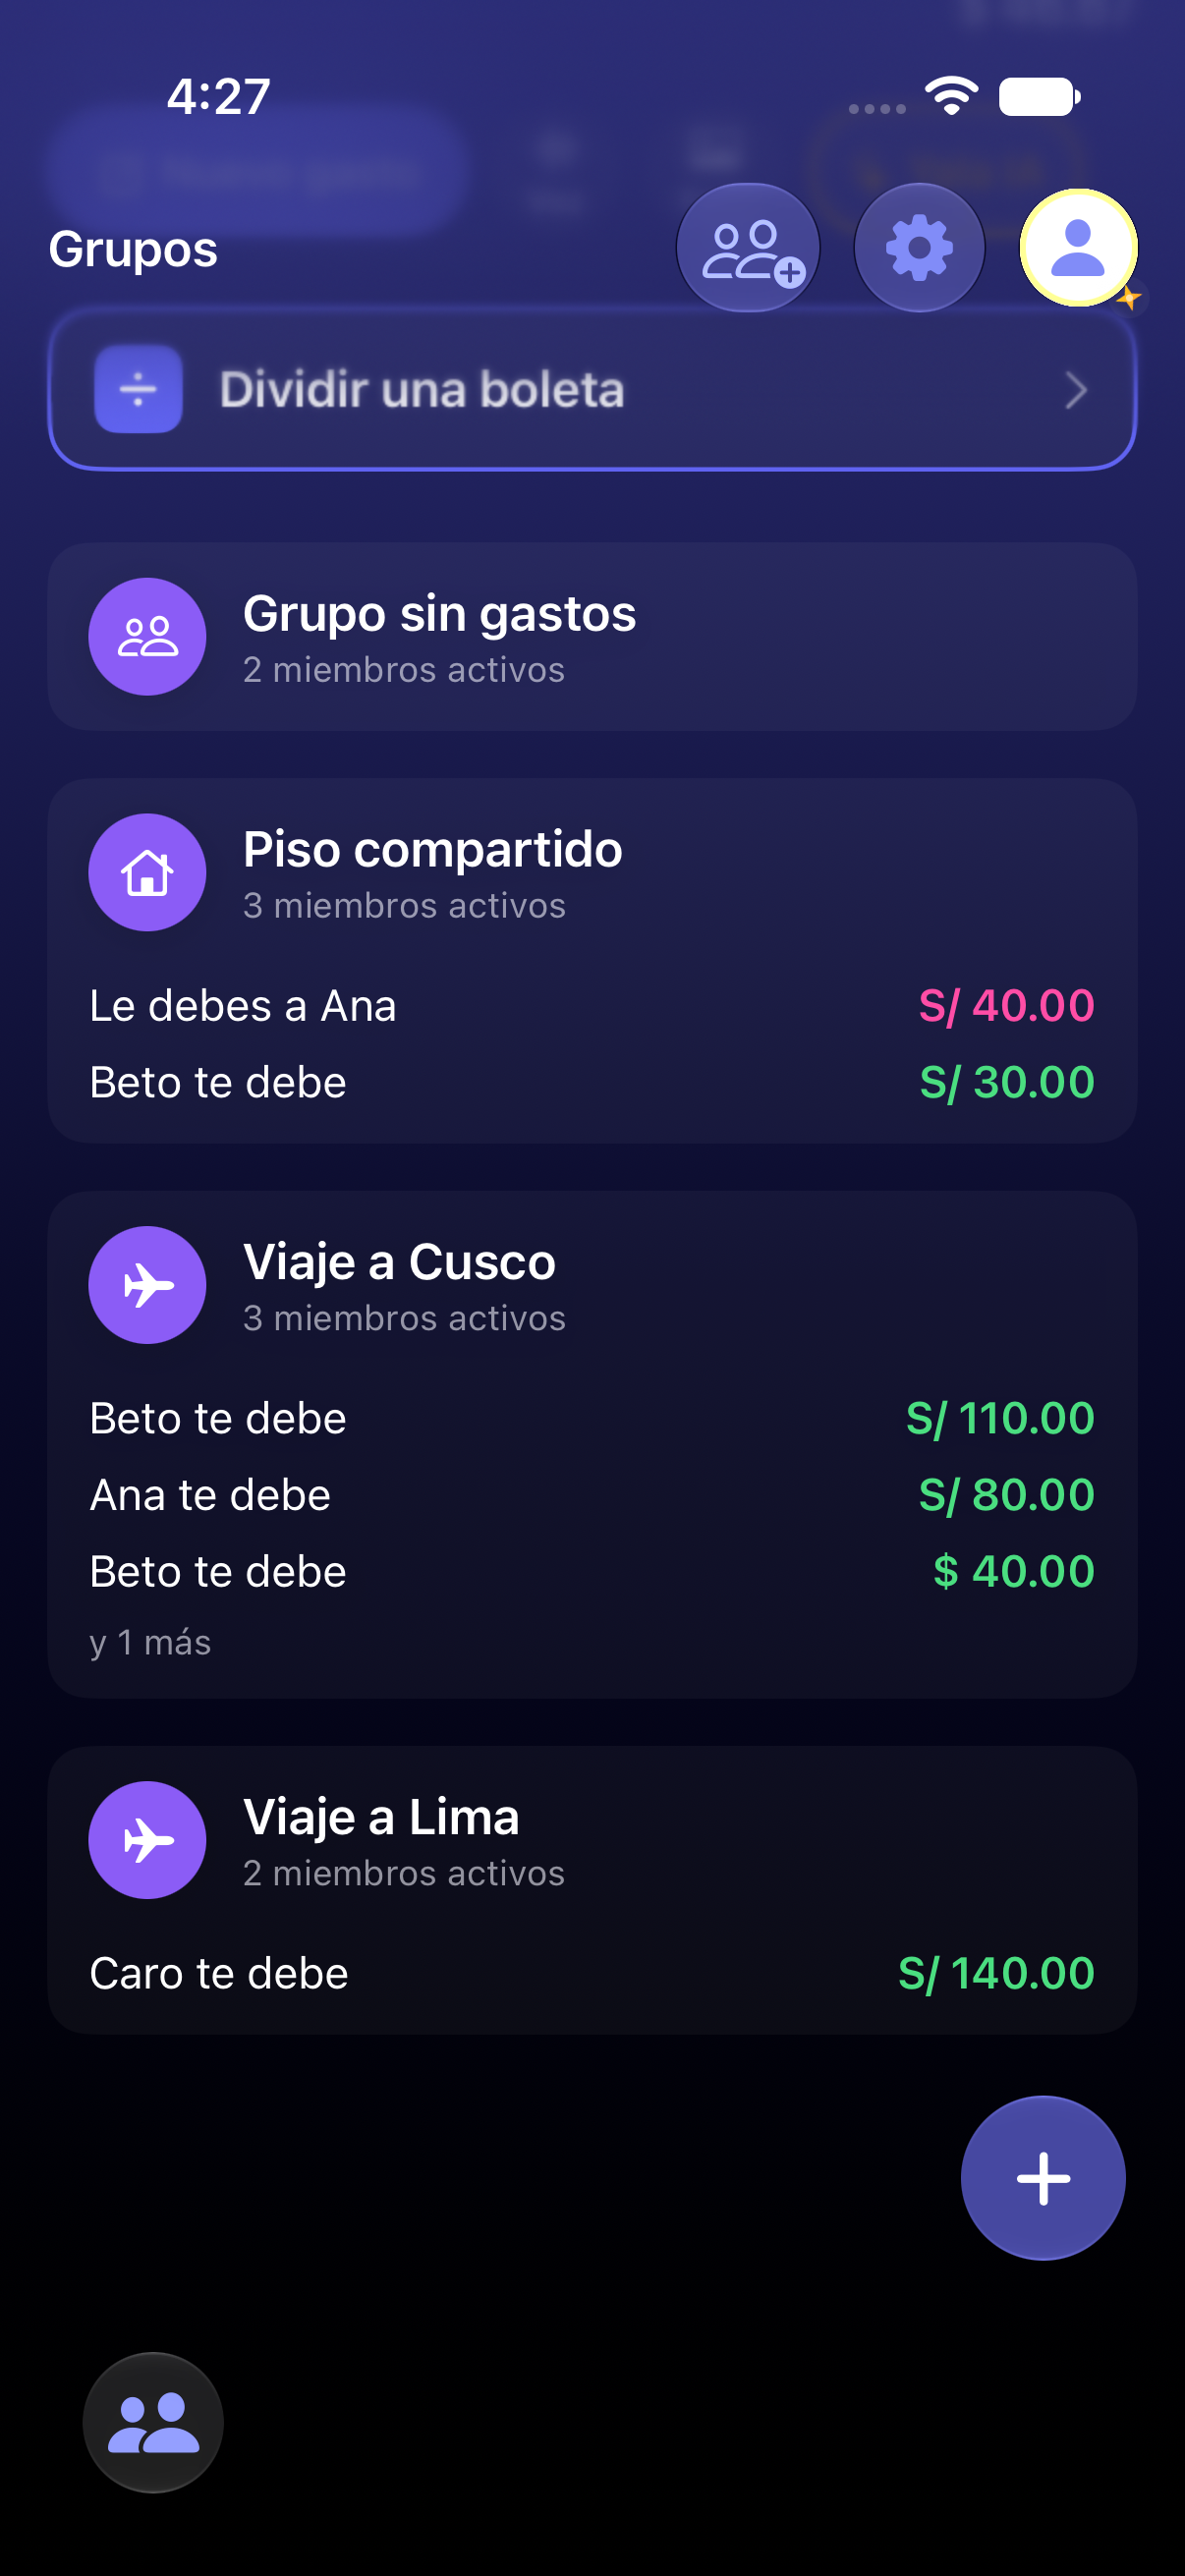 4:27
Grupos
Dividir una boleta
Grupo sin gastos
2 miembros activos
Piso compartido
3 miembros activos
Le debes a Ana S/ 40.00
Beto te debe S/ 30.00
Viaje a Cusco
3 miembros activos
Beto te debe S/ 110.00
Ana te debe S/ 80.00
Beto te debe $ 40.00
y 1 más
Viaje a Lima
2 miembros activos
Caro te debe S/ 140.00